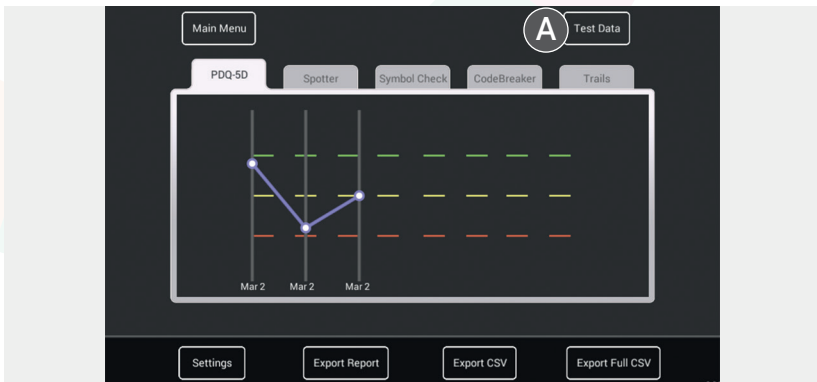 Main Menu
A
Test Data
PDQ-5D
Spotter
Symbol Check
CodeBreaker
Trails
Mar 2
Mar 2
Mar 2
Settings
Export Report
Export CSV
Export Full CSV